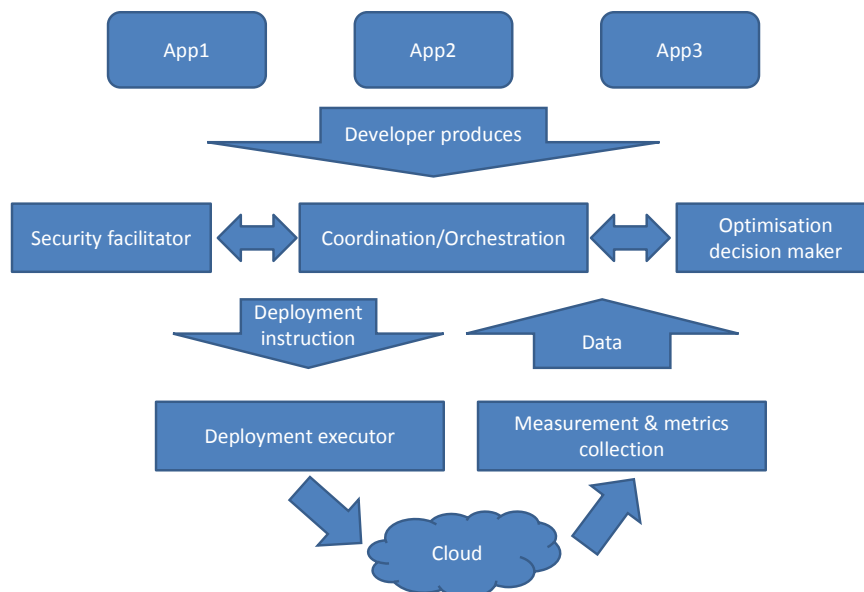 App1
App2
App3
Developer produces
Security facilitator
Coordination/Orchestration
Optimisation
decision maker
Deployment
instruction
Data
Deployment executor
Measurement & metrics
collection
Cloud